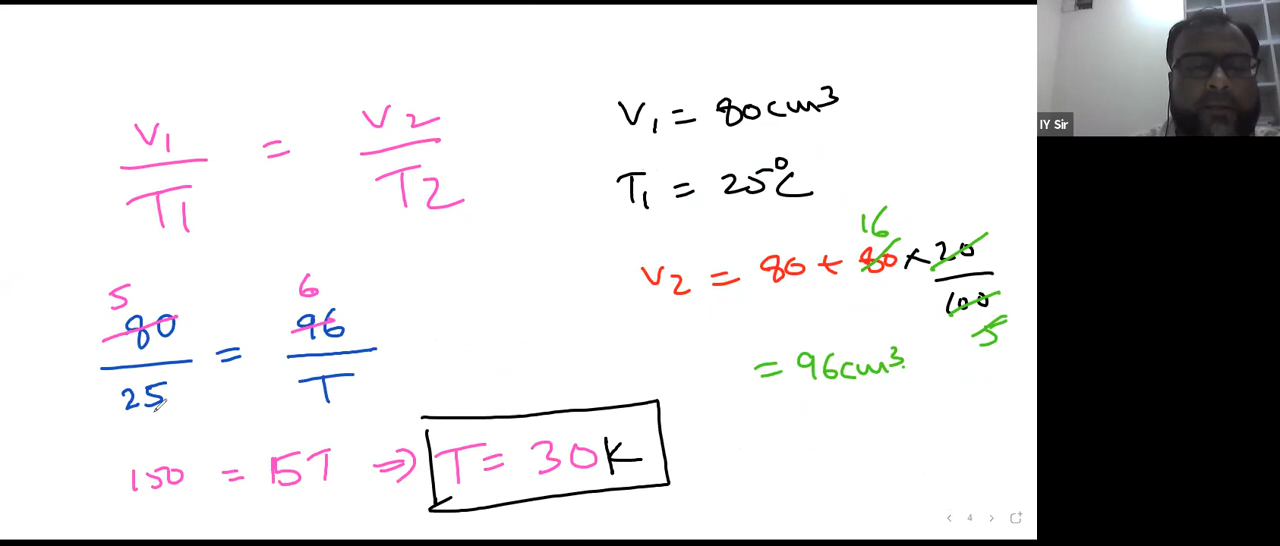 V1/T1 = V2/T2
V1 = 80cm³
T1 = 25°C
V2 = 80 + 80 × 20/100
16
5
= 96cm³
5 6
80/25 = 96/T
150 = 5T ⇒ T = 30K
IY Sir
4